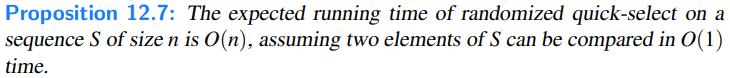 Proposition 12.7: The expected running time of randomized quick-select on a
sequence S of size n is O(n), assuming two elements of S can be compared in O(1)
time.